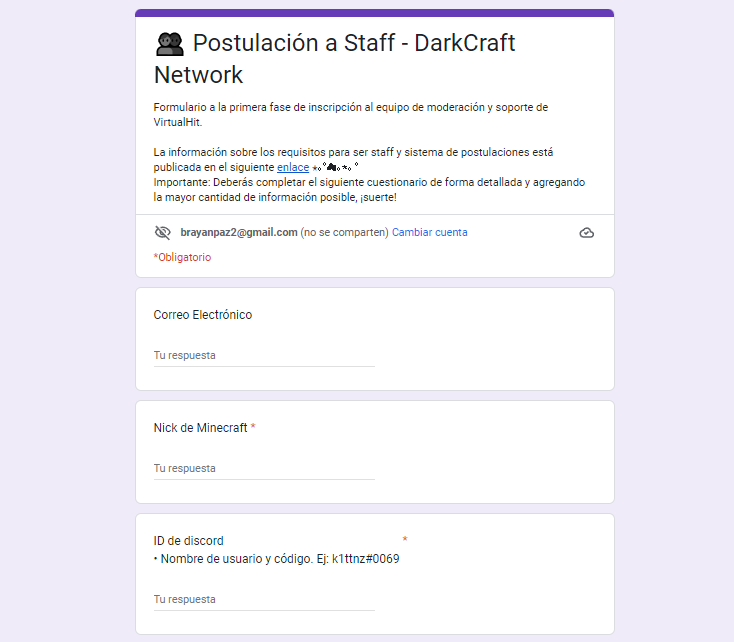 👥 Postulación a Staff - DarkCraft
Network
Formulario a la primera fase de inscripción al equipo de moderación y soporte de
VirtualHit.
La información sobre los requisitos para ser staff y sistema de postulaciones está
publicada en el siguiente enlace ⋆｡˚☁︎｡⋆｡˚
Importante: Deberás completar el siguiente cuestionario de forma detallada y agregando
la mayor cantidad de información posible, ¡suerte!
brayanpaz2@gmail.com (no se comparten) Cambiar cuenta
*Obligatorio
Correo Electrónico
Tu respuesta
Nick de Minecraft *
Tu respuesta
ID de discord *
• Nombre de usuario y código. Ej: k1ttnz#0069
Tu respuesta